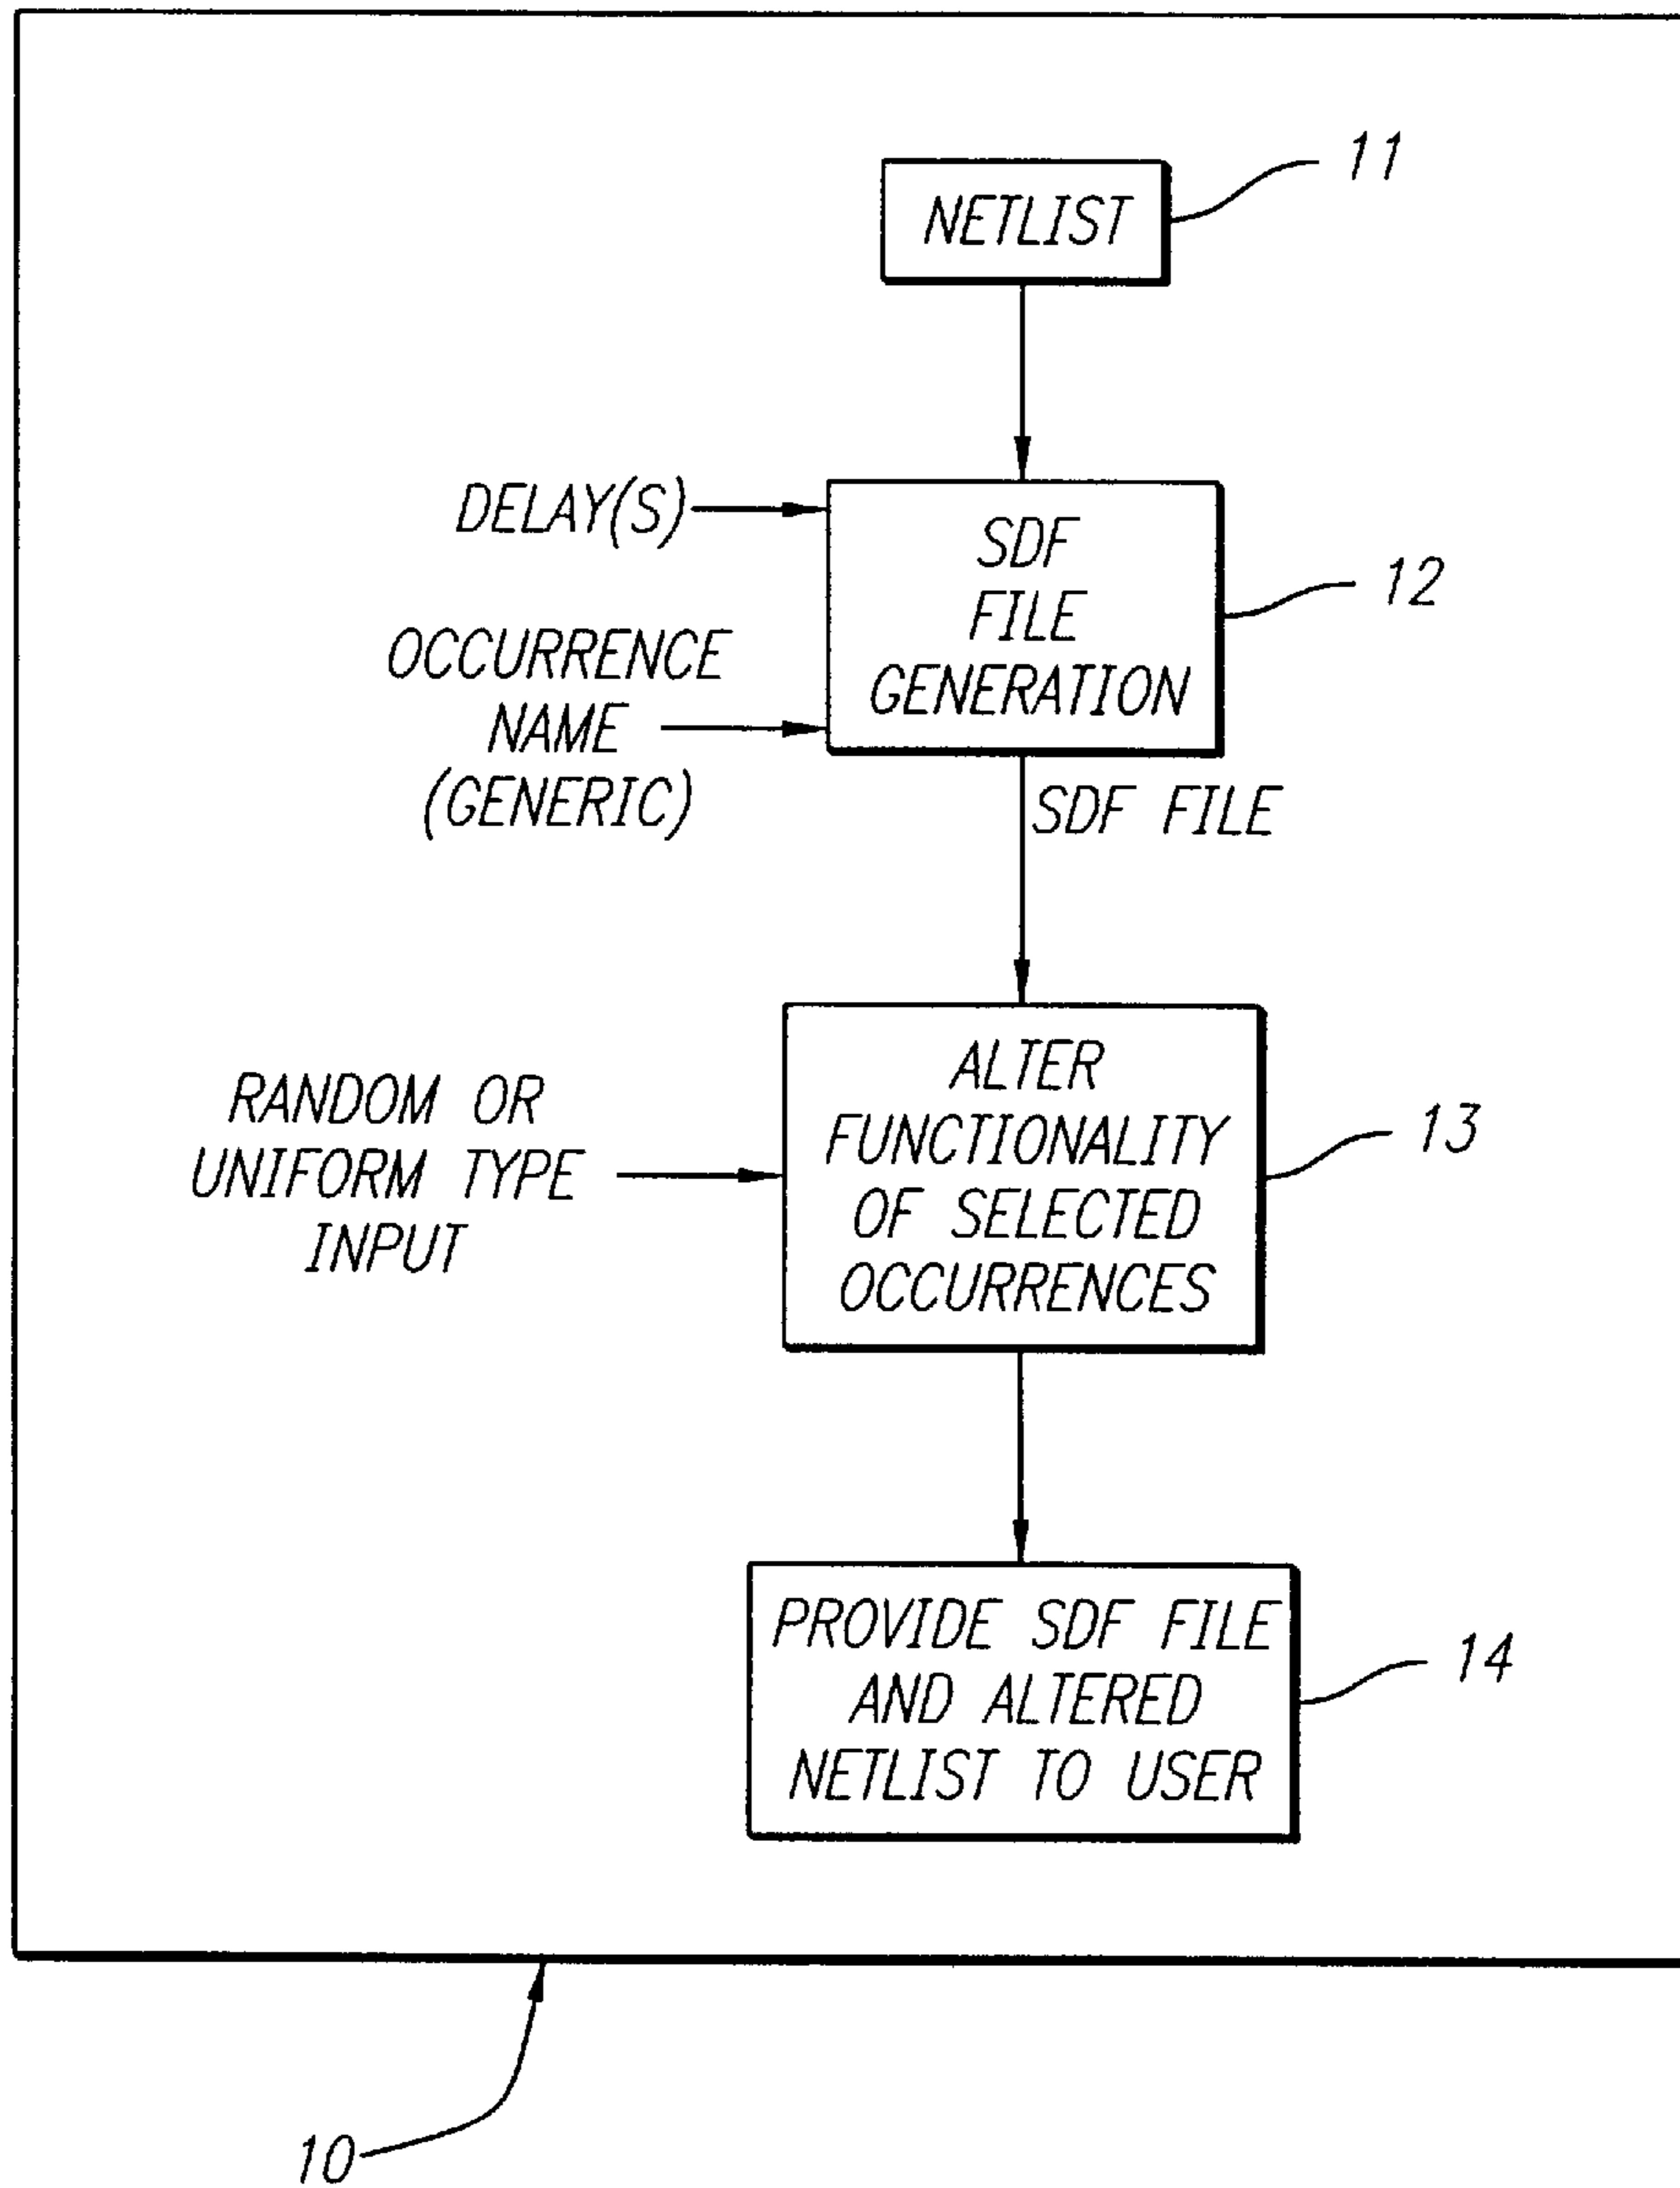 11
NETLIST
DELAY(S)
SDF
FILE
GENERATION
12
OCCURRENCE
NAME
(GENERIC)
SDF FILE
RANDOM OR
UNIFORM TYPE
INPUT
ALTER
FUNCTIONALITY
OF SELECTED
OCCURRENCES
13
PROVIDE SDF FILE
AND ALTERED
NETLIST TO USER
14
10